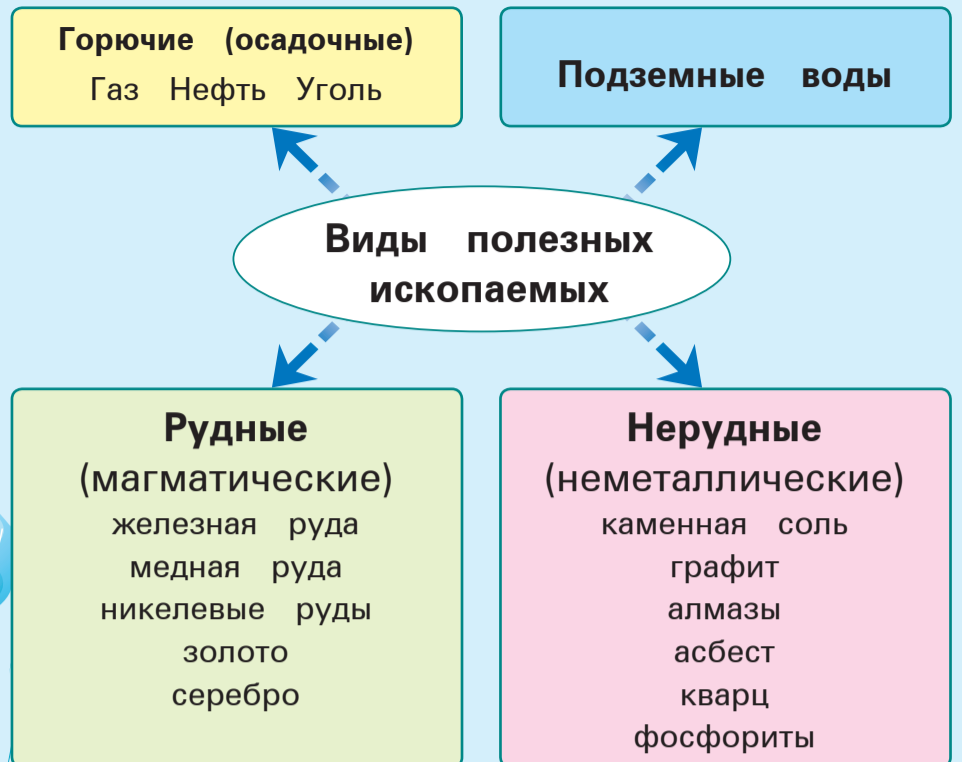 Горючие (осадочные)
Газ Нефть Уголь
Подземные воды
Виды полезных
ископаемых
Рудные
(магматические)
железная руда
медная руда
никелевые руды
золото
серебро
Нерудные
(неметаллические)
каменная соль
графит
алмазы
асбест
кварц
фосфориты